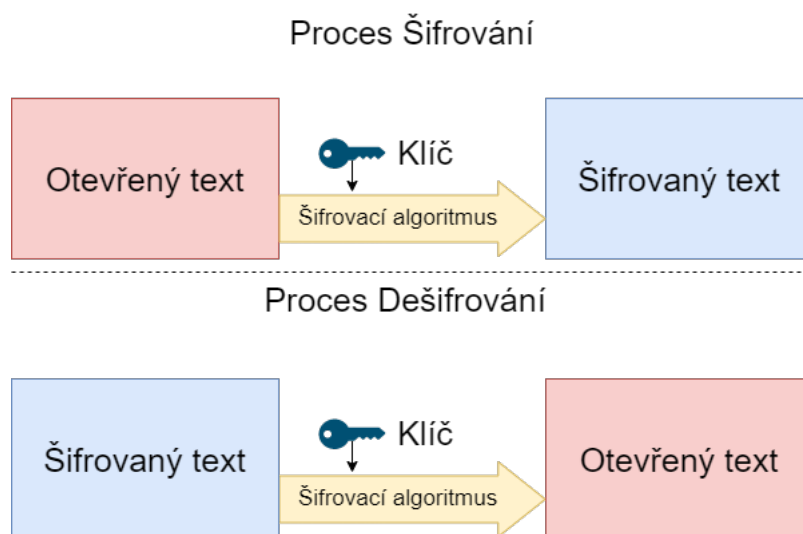 Proces Šifrování
Otevřený text
Klíč
Šifrovací algoritmus
Šifrovaný text
Proces Dešifrování
Šifrovaný text
Klíč
Šifrovací algoritmus
Otevřený text